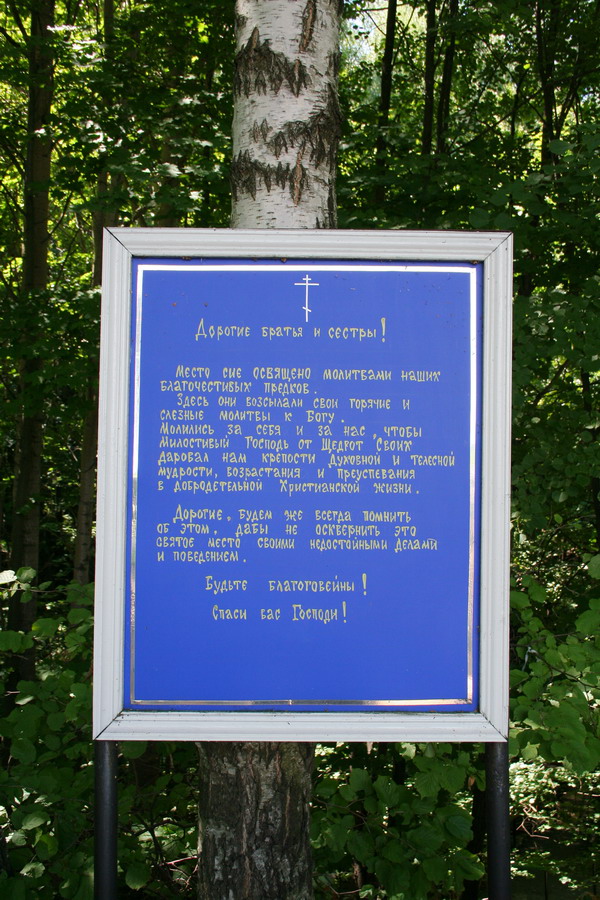 Дорогие братья и сестры!
Место сие освящено молитвами наших
благочестивых предков.
Здесь они возсылали свои горячие и
слезные молитвы к Богу.
Молились за себя и за нас, чтобы
Милостивый Господь от Щедрот Своих
даровал нам крепости духовной и телесной
мудрости, возрастания и преуспевания
в добродетельной Христианской жизни.
Дорогие, будем же всегда помнить
об этом, дабы не осквернить это
святое место своими недостойными делами
и поведением.
Будьте благоговейны!
Спаси вас Господи!